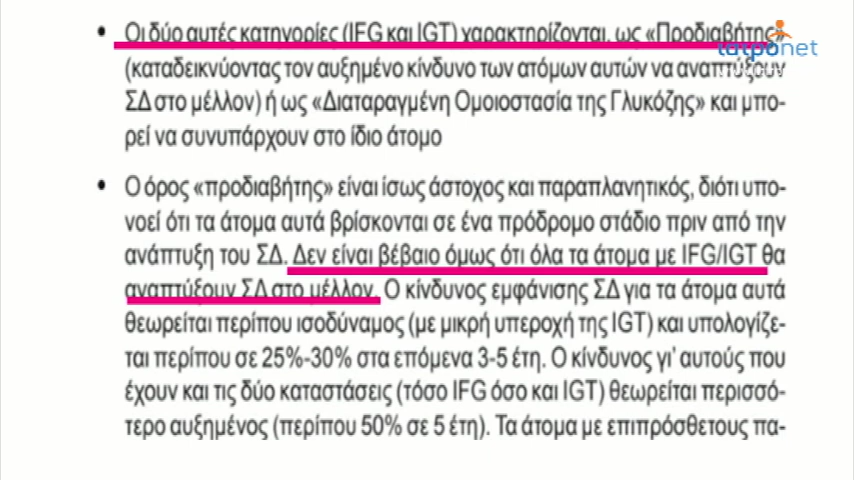 • Οι δύο αυτές κατηγορίες (IFG και IGT) χαρακτηρίζονται, ως «Προδιαβήτης»
(καταδεικνύοντας τον αυξημένο κίνδυνο των ατόμων αυτών να αναπτύξουν
ΣΔ στο μέλλον) ή ως «Διαταραγμένη Ομοιοστασία της Γλυκόζης» και μπο-
ρεί να συνυπάρχουν στο ίδιο άτομο
• Ο όρος «προδιαβήτης» είναι ίσως άστοχος και παραπλανητικός, διότι υπο-
νοεί ότι τα άτομα αυτά βρίσκονται σε ένα πρόδρομο στάδιο πριν από την
ανάπτυξη του ΣΔ. Δεν είναι βέβαιο όμως ότι όλα τα άτομα με IFG/IGT θα
αναπτύξουν ΣΔ στο μέλλον. Ο κίνδυνος εμφάνισης ΣΔ για τα άτομα αυτά
θεωρείται περίπου ισοδύναμος (με μικρή υπεροχή της IGT) και υπολογίζε-
ται περίπου σε 25%-30% στα επόμενα 3-5 έτη. Ο κίνδυνος γι' αυτούς που
έχουν και τις δύο καταστάσεις (τόσο IFG όσο και IGT) θεωρείται περισσό-
τερο αυξημένος (περίπου 50% σε 5 έτη). Τα άτομα με επιπρόσθετους πα-
ιατροnet